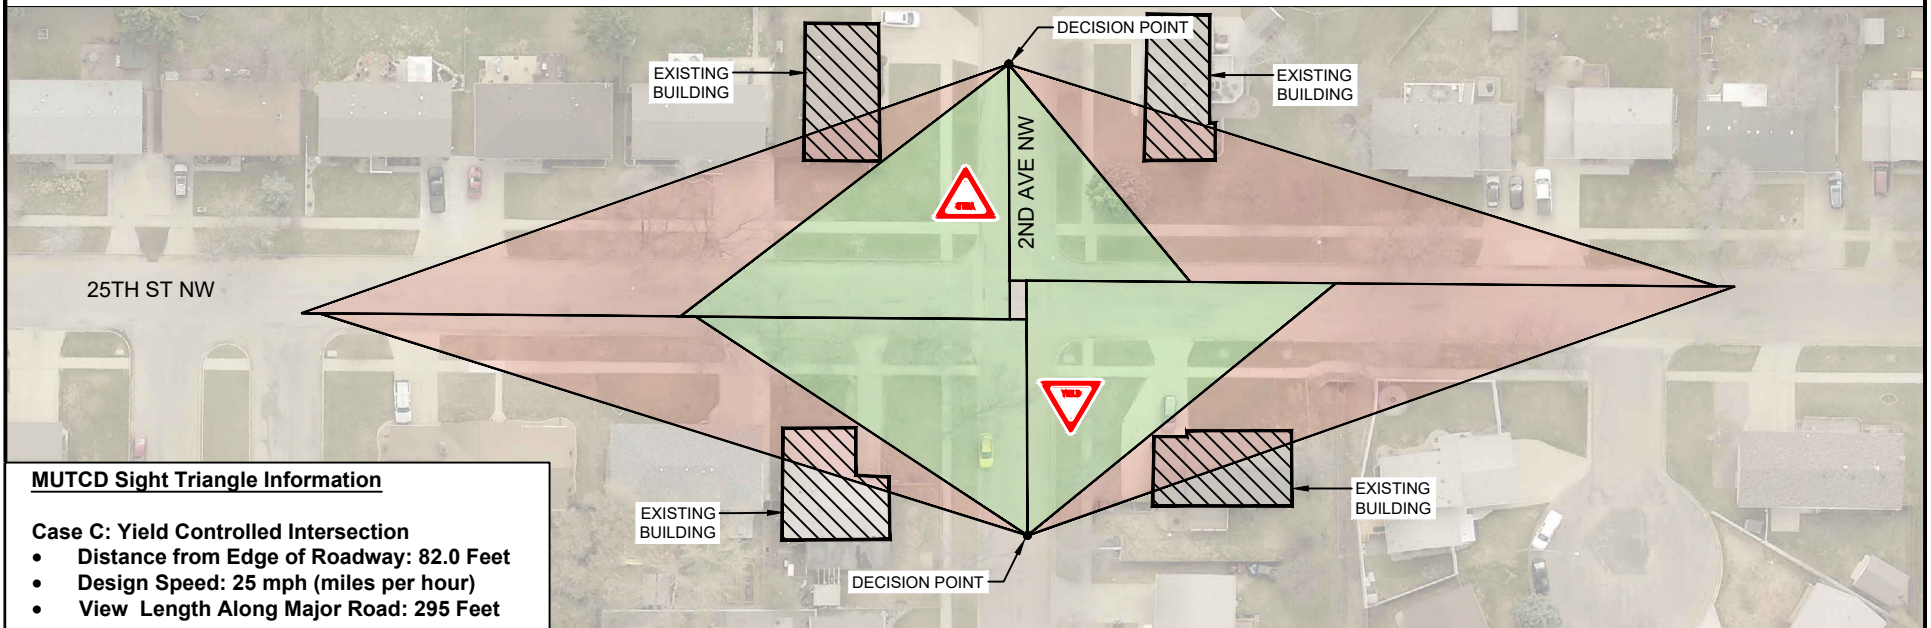 DECISION POINT
EXISTING
BUILDING
EXISTING
BUILDING
2ND AVE NW
YIELD
25TH ST NW
YIELD
MUTCD Sight Triangle Information
Case C: Yield Controlled Intersection
• Distance from Edge of Roadway: 82.0 Feet
• Design Speed: 25 mph (miles per hour)
• View Length Along Major Road: 295 Feet
EXISTING
BUILDING
EXISTING
BUILDING
DECISION POINT